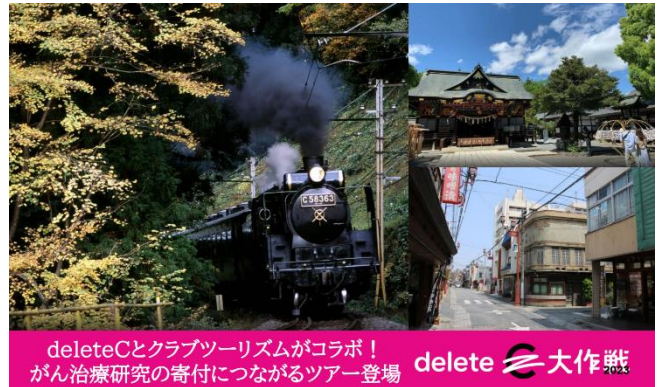 C58363
deleteCとクラブツーリズムがコラボ!
がん治療研究の寄付につながるツアー登場
delete C大作戦
2023